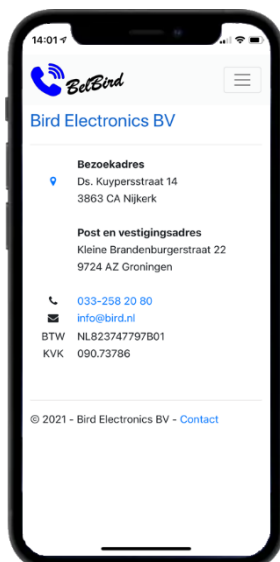 14:01
BelBird
Bird Electronics BV
Bezoekadres
Ds. Kuypersstraat 14
3863 CA Nijkerk
Post en vestigingsadres
Kleine Brandenburgerstraat 22
9724 AZ Groningen
033-258 20 80
info@bird.nl
BTW NL823747797B01
KVK 090.73786
© 2021 - Bird Electronics BV - Contact